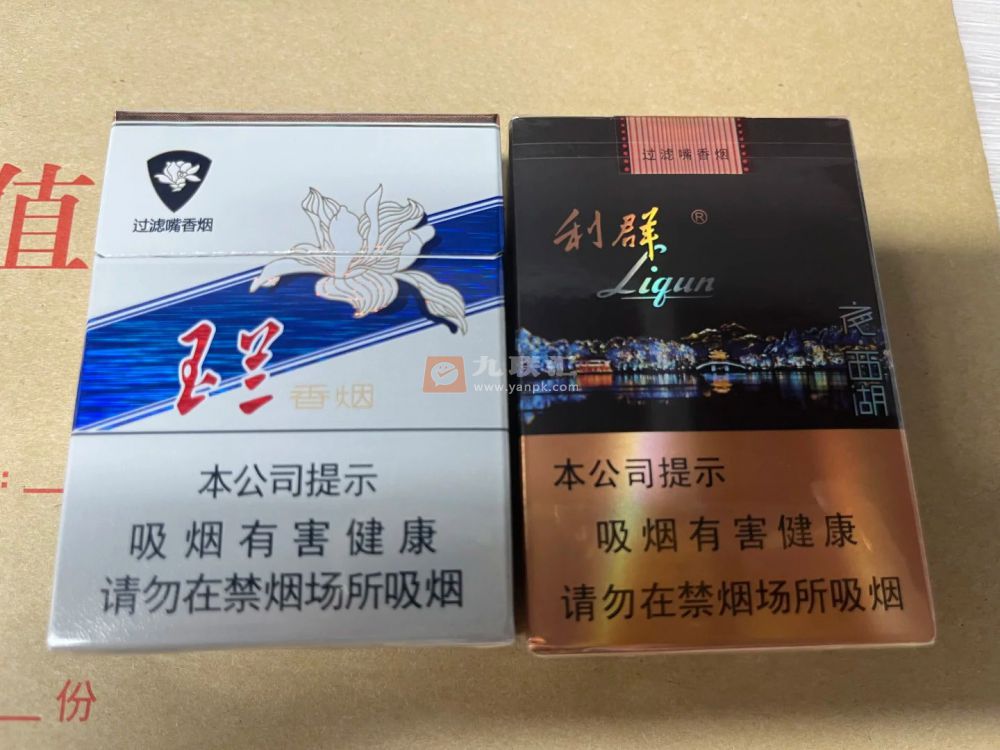 值
份
过滤嘴香烟
玉兰
香烟
本公司提示
吸烟有害健康
请勿在禁烟场所吸烟
过滤嘴香烟
利群®
Liqun
夜西湖
本公司提示
吸烟有害健康
请勿在禁烟场所吸烟
九联汇
www.yanpk.com